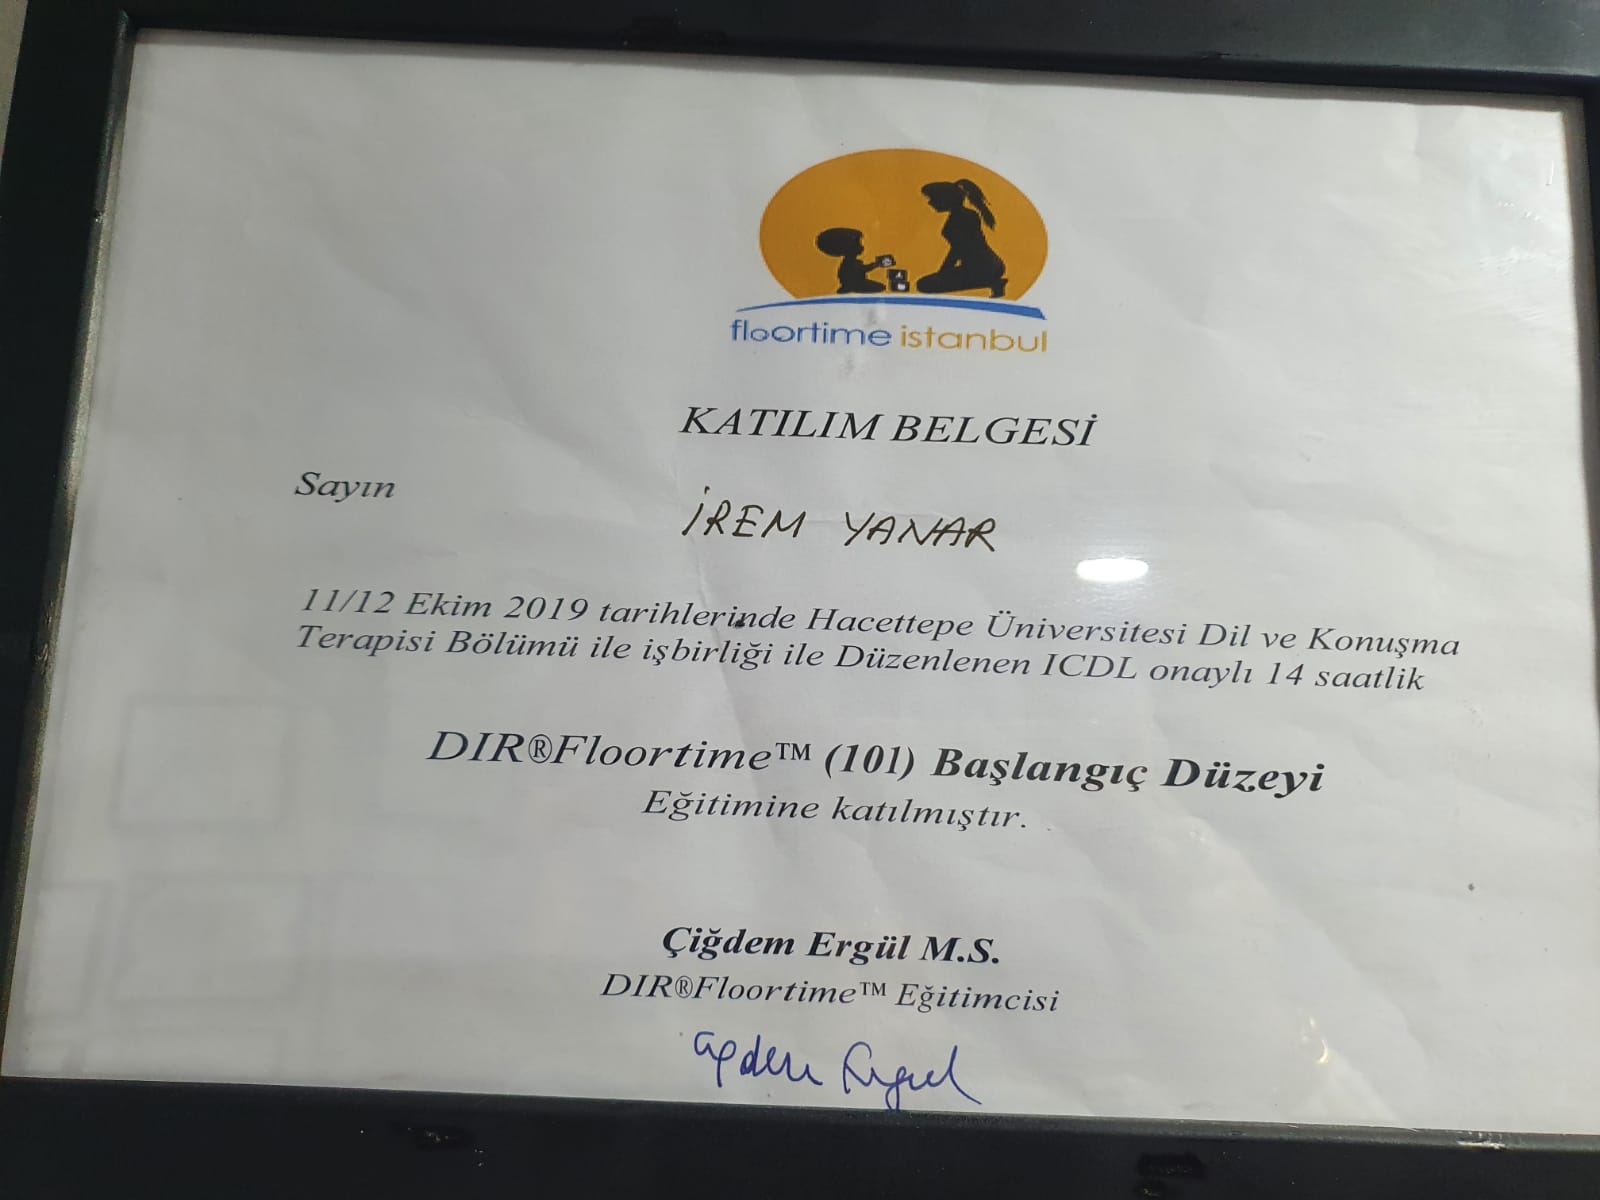 floortime istanbul
KATILIM BELGESİ
Sayın
İREM YANAR
11/12 Ekim 2019 tarihlerinde Hacettepe Üniversitesi Dil ve Konuşma
Terapisi Bölümü ile işbirliği ile Düzenlenen ICDL onaylı 14 saatlik
DIR®Floortime™ (101) Başlangıç Düzeyi
Eğitimine katılmıştır.
Çiğdem Ergül M.S.
DIR®Floortime™ Eğitimcisi
Çiğdem Ergül